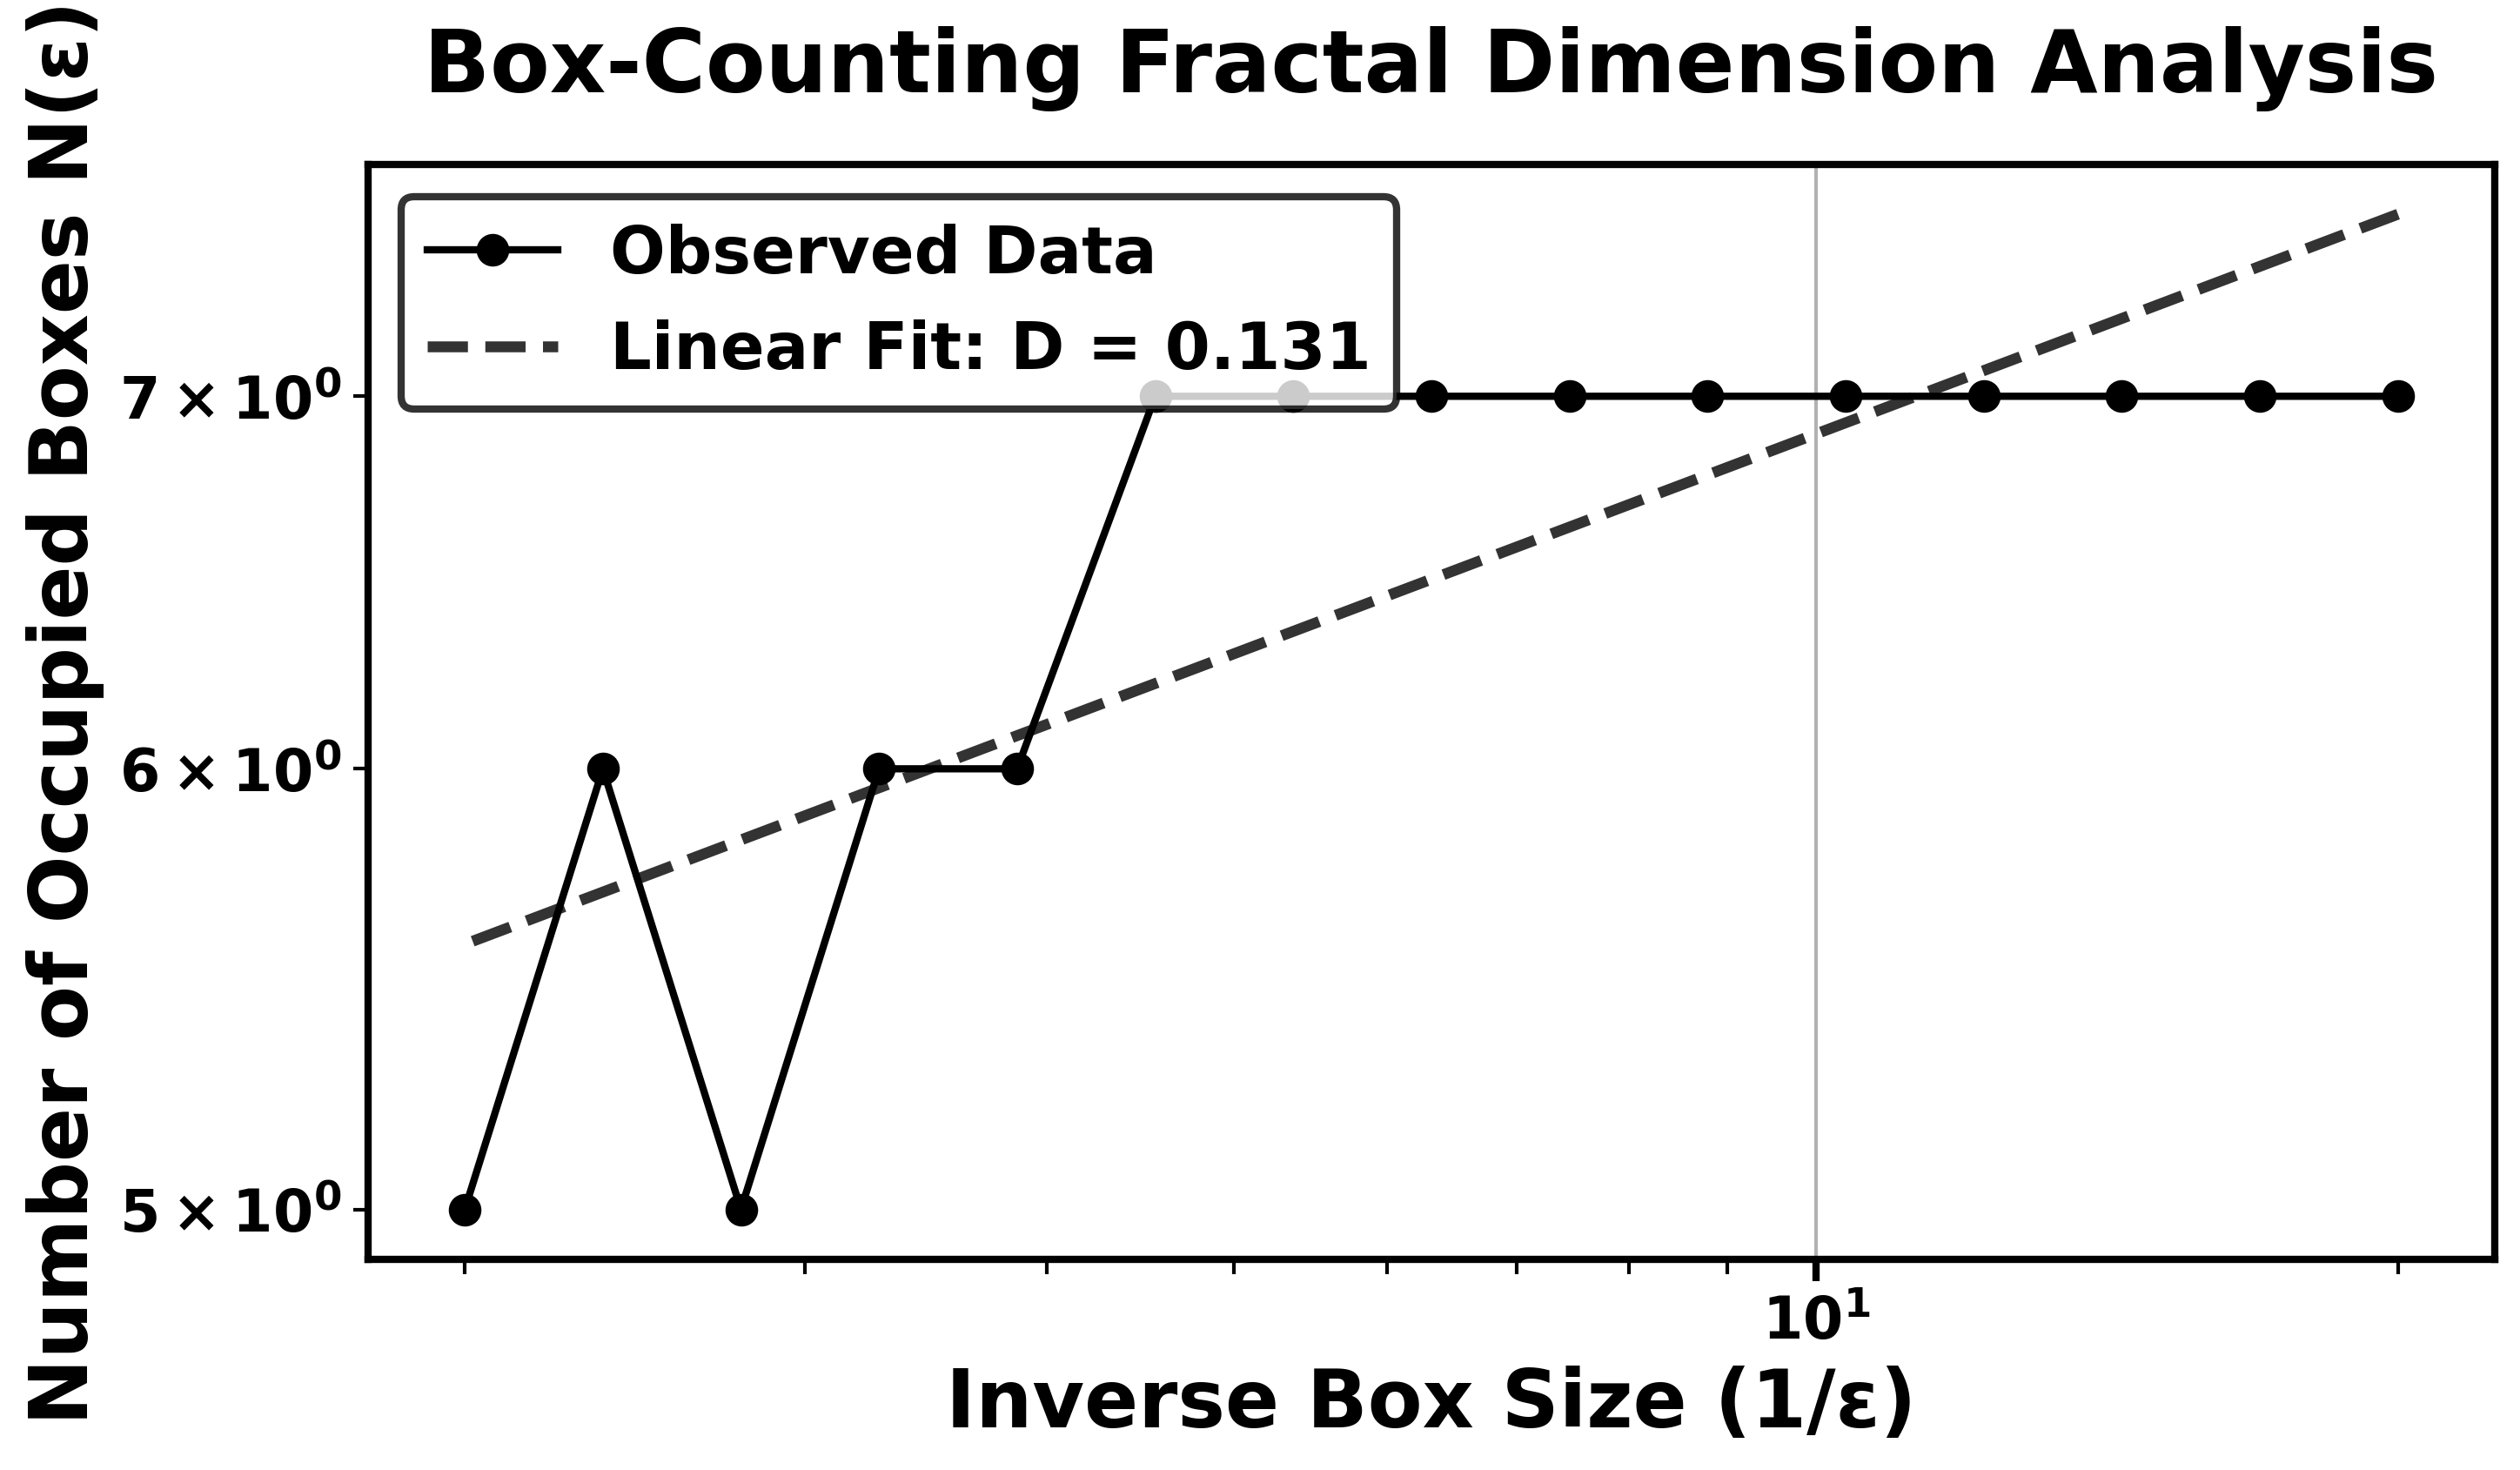 Box-Counting Fractal Dimension Analysis
Number of Occupied Boxes N(ε)
Observed Data
Linear Fit: D = 0.131
7 × 10⁰
6 × 10⁰
5 × 10⁰
10¹
Inverse Box Size (1/ε)